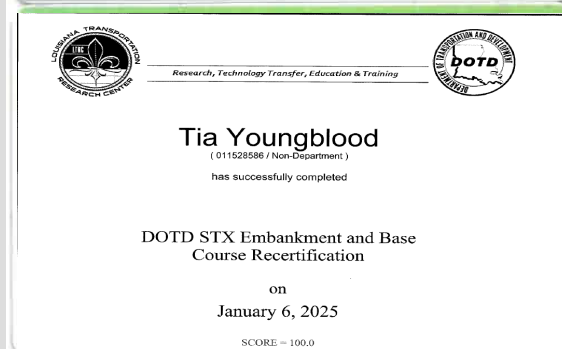 LOUISIANA TRANSPORTATION
LTRC
RESEARCH CENTER
Research, Technology Transfer, Education & Training
DEPARTMENT OF TRANSPORTATION AND DEVELOPMENT
DOTD
Tia Youngblood
( 011528586 / Non-Department )
has successfully completed
DOTD STX Embankment and Base
Course Recertification
on
January 6, 2025
SCORE = 100.0